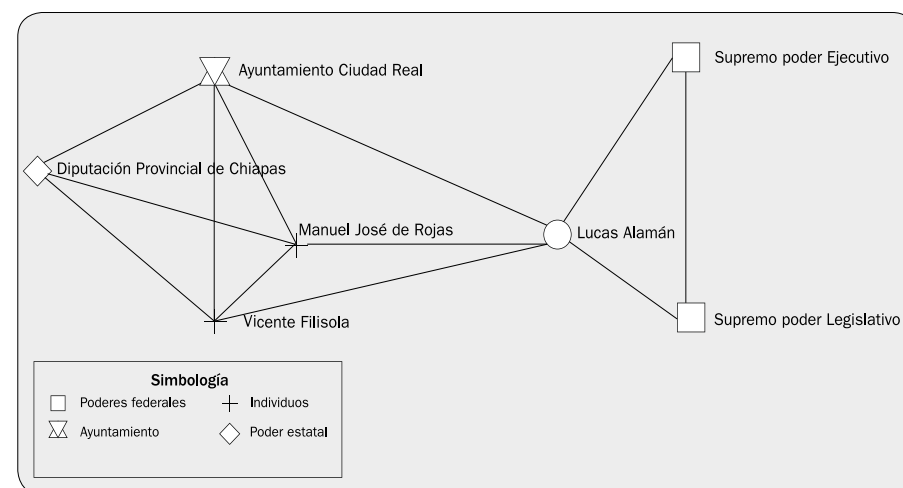 Ayuntamiento Ciudad Real
Supremo poder Ejecutivo
Diputación Provincial de Chiapas
Manuel José de Rojas
Lucas Alamán
Vicente Filisola
Supremo poder Legislativo
Simbología
Poderes federales
Individuos
Ayuntamiento
Poder estatal